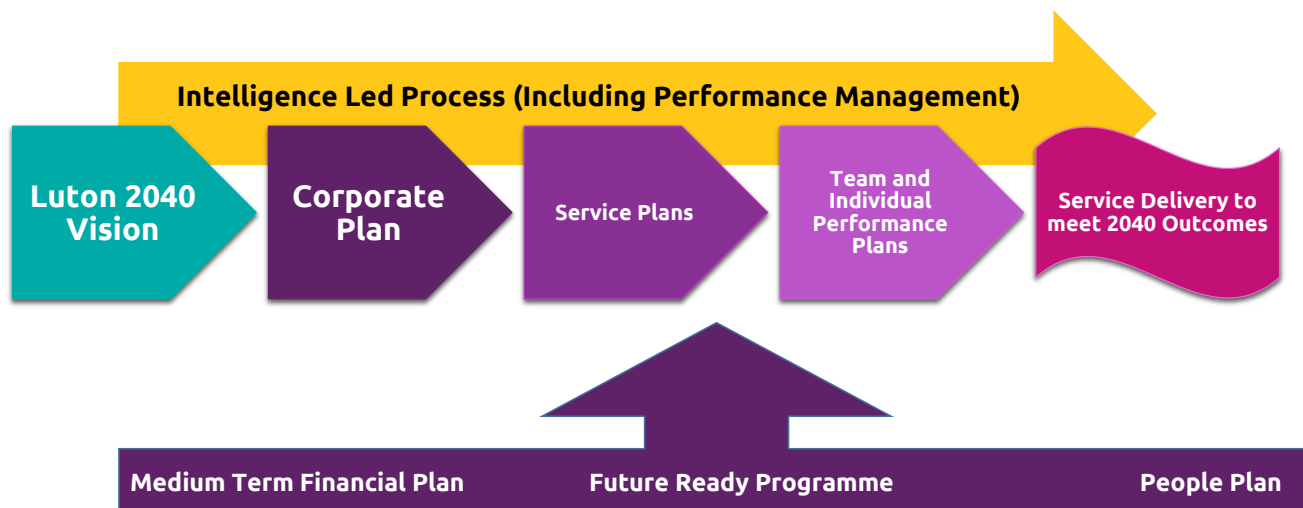 Intelligence Led Process (Including Performance Management)
Luton 2040
Vision
Corporate
Plan
Service Plans
Team and
Individual
Performance
Plans
Service Delivery to
meet 2040 Outcomes
Medium Term Financial Plan
Future Ready Programme
People Plan